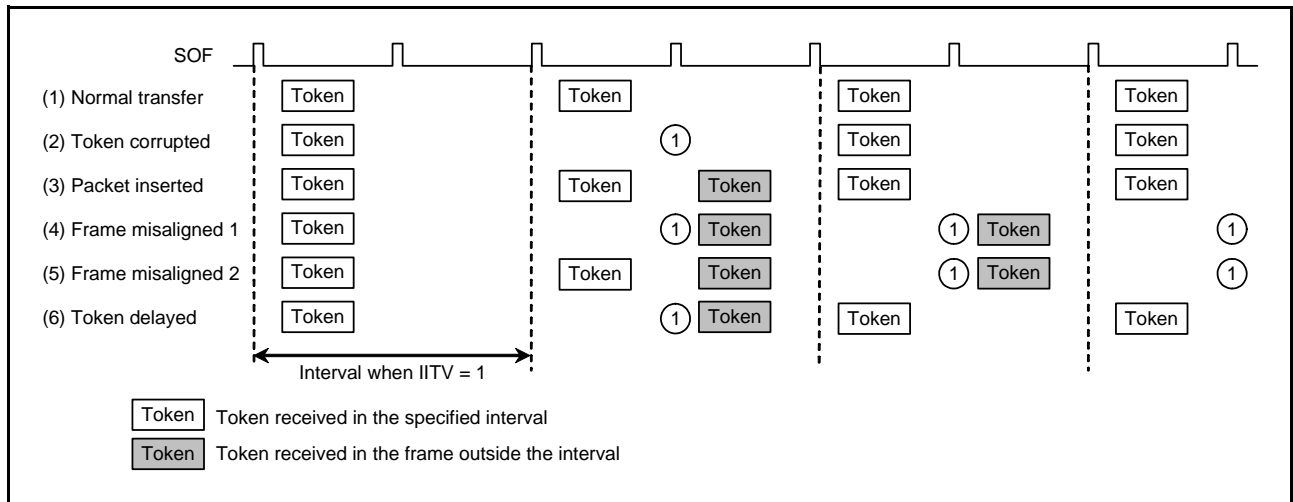 SOF
(1) Normal transfer Token Token Token Token
(2) Token corrupted Token 1 Token Token
(3) Packet inserted Token Token Token Token Token
(4) Frame misaligned 1 Token 1 Token 1 Token 1
(5) Frame misaligned 2 Token Token Token 1 Token 1
(6) Token delayed Token 1 Token Token Token
Interval when IITV = 1
Token Token received in the specified interval
Token Token received in the frame outside the interval